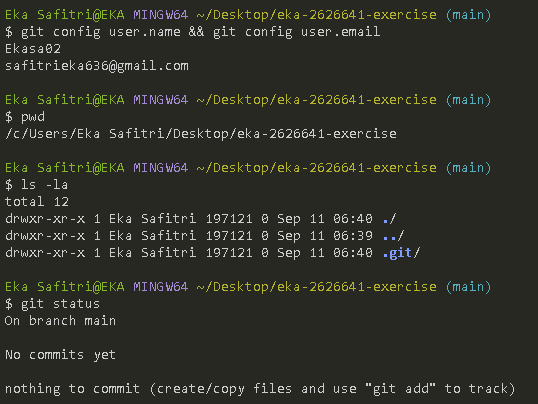 Eka Safitri@EKA MINGW64 ~/Desktop/eka-2626641-exercise (main)
$ git config user.name && git config user.email
Ekasa02
safitrieka636@gmail.com
Eka Safitri@EKA MINGW64 ~/Desktop/eka-2626641-exercise (main)
$ pwd
/c/Users/Eka Safitri/Desktop/eka-2626641-exercise
Eka Safitri@EKA MINGW64 ~/Desktop/eka-2626641-exercise (main)
$ ls -la
total 12
drwxr-xr-x 1 Eka Safitri 197121 0 Sep 11 06:40 ./
drwxr-xr-x 1 Eka Safitri 197121 0 Sep 11 06:39 ../
drwxr-xr-x 1 Eka Safitri 197121 0 Sep 11 06:40 .git/
Eka Safitri@EKA MINGW64 ~/Desktop/eka-2626641-exercise (main)
$ git status
On branch main
No commits yet
nothing to commit (create/copy files and use "git add" to track)